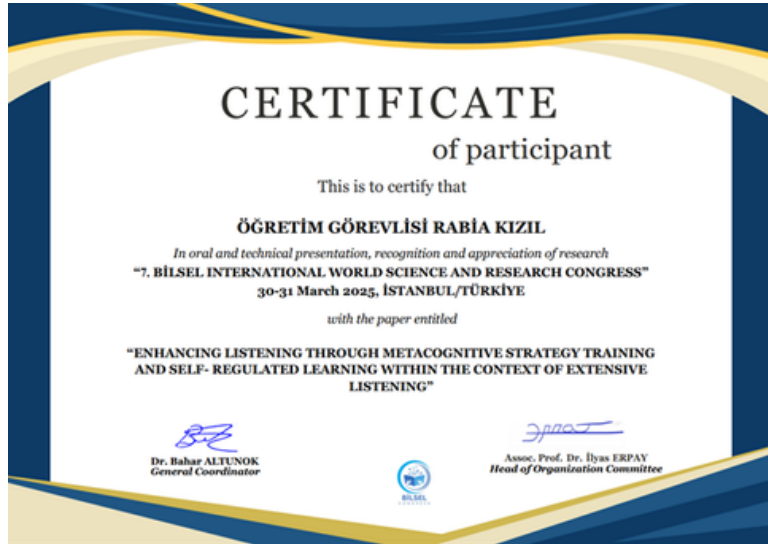 CERTIFICATE
of participant
This is to certify that
ÖĞRETİM GÖREVLİSİ RABİA KIZIL
In oral and technical presentation, recognition and appreciation of research
“7. BİLSEL INTERNATIONAL WORLD SCIENCE AND RESEARCH CONGRESS”
30-31 March 2025, İSTANBUL/TÜRKİYE
with the paper entitled
“ENHANCING LISTENING THROUGH METACOGNITIVE STRATEGY TRAINING
AND SELF- REGULATED LEARNING WITHIN THE CONTEXT OF EXTENSIVE
LISTENING”
Dr. Bahar ALTUNOK
General Coordinator
Assoc. Prof. Dr. İlyas ERPAY
Head of Organization Committee
BİLSEL